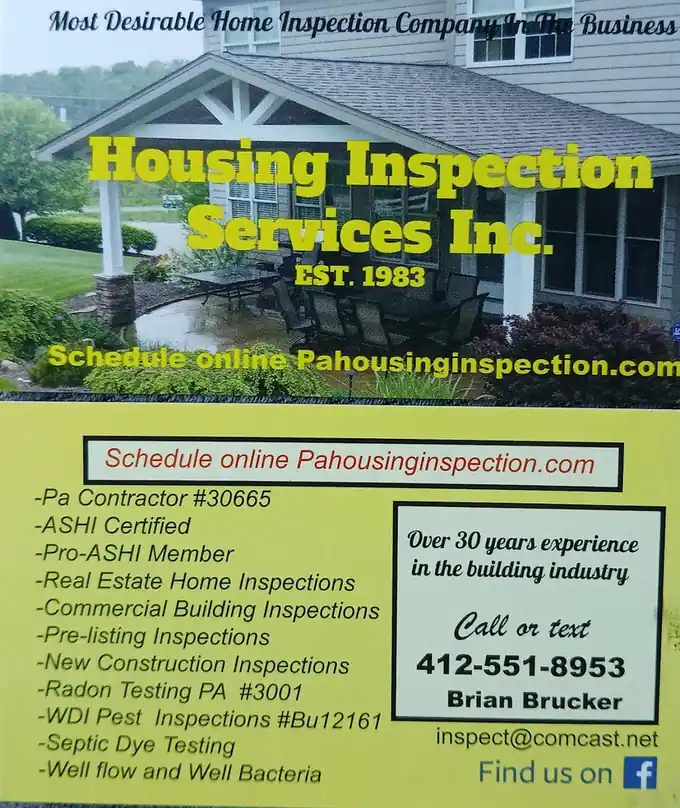 Most Desirable Home Inspection Company In The Business
Housing Inspection
Services Inc.
EST. 1983
Schedule online Pahousinginspection.com
Schedule online Pahousinginspection.com
-Pa Contractor #30665
-ASHI Certified
-Pro-ASHI Member
-Real Estate Home Inspections
-Commercial Building Inspections
-Pre-listing Inspections
-New Construction Inspections
-Radon Testing PA #3001
-WDI Pest Inspections #Bu12161
-Septic Dye Testing
-Well flow and Well Bacteria
Over 30 years experience
in the building industry
Call or text
412-551-8953
Brian Brucker
inspect@comcast.net
Find us on f